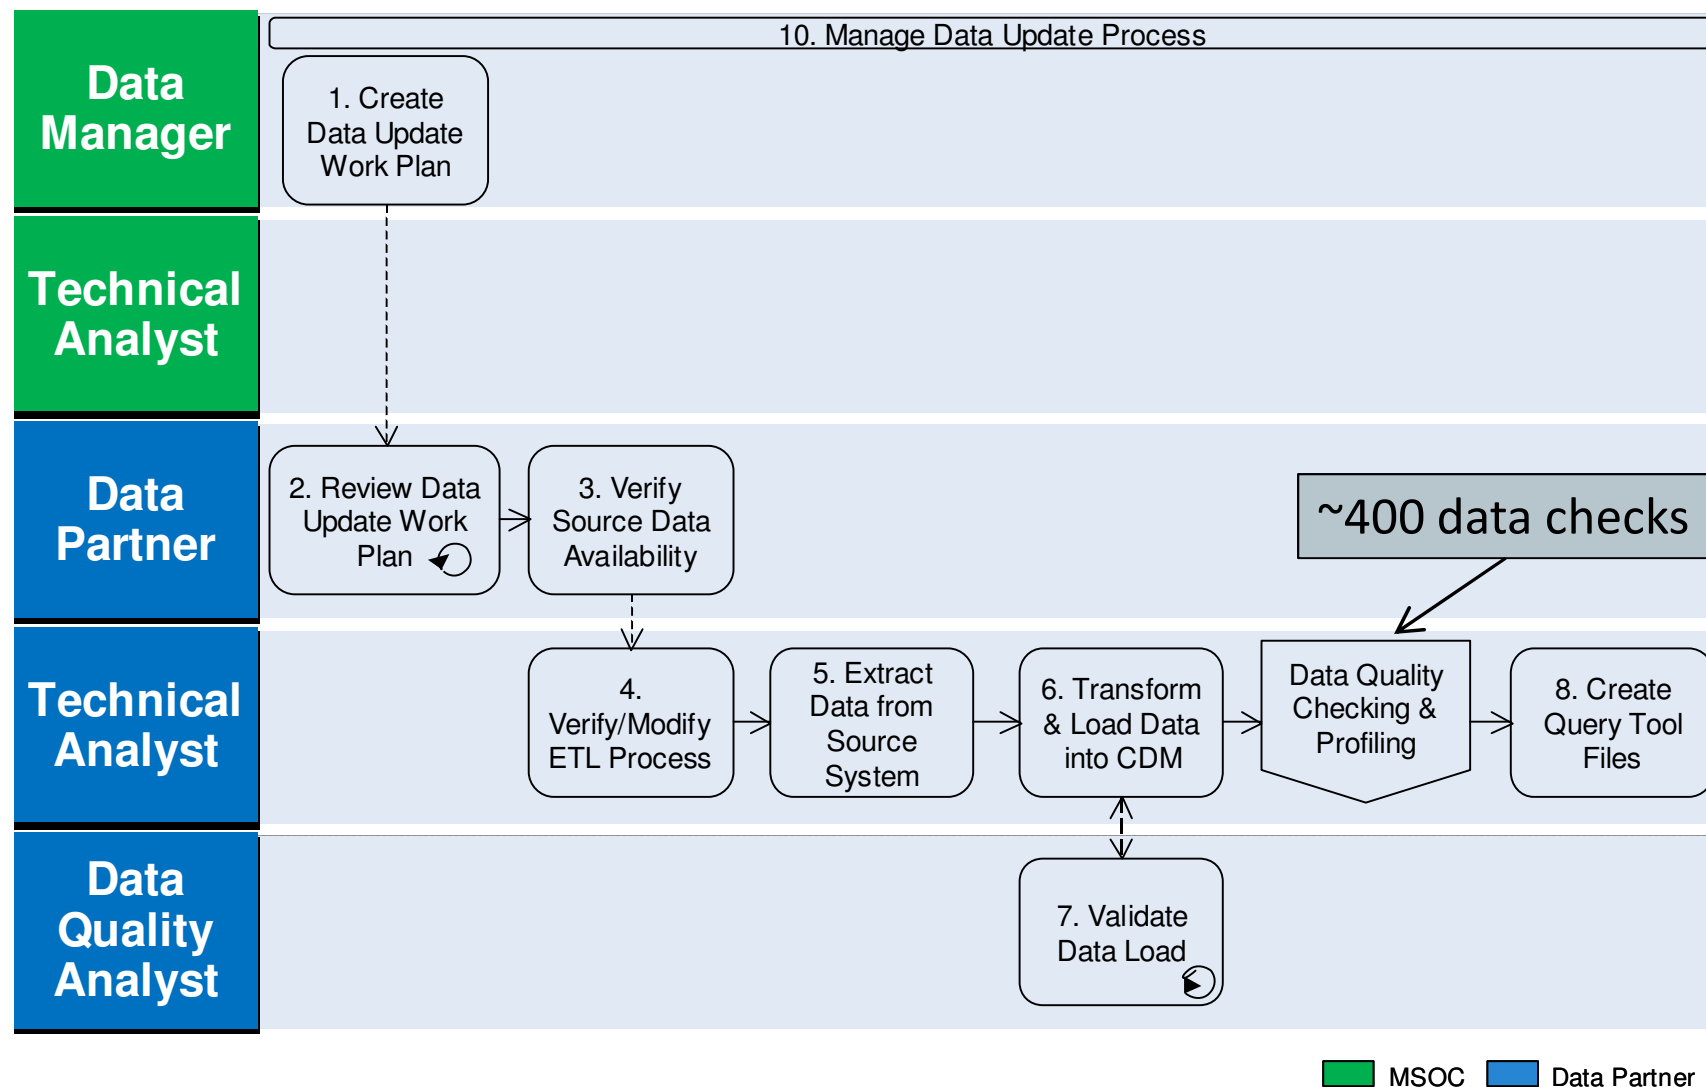 10. Manage Data Update Process
Data
Manager
1. Create
Data Update
Work Plan
Technical
Analyst
Data
Partner
2. Review Data
Update Work
Plan
3. Verify
Source Data
Availability
~400 data checks
Technical
Analyst
4.
Verify/Modify
ETL Process
5. Extract
Data from
Source
System
6. Transform
& Load Data
into CDM
Data Quality
Checking &
Profiling
8. Create
Query Tool
Files
Data
Quality
Analyst
7. Validate
Data Load
MSOC
Data Partner